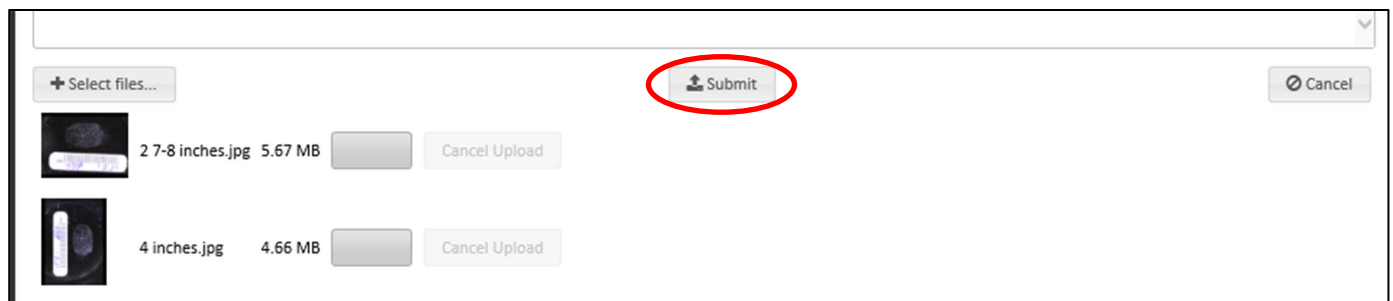 Select files...
Submit
Cancel
2 7-8 inches.jpg 5.67 MB Cancel Upload
4 inches.jpg 4.66 MB Cancel Upload